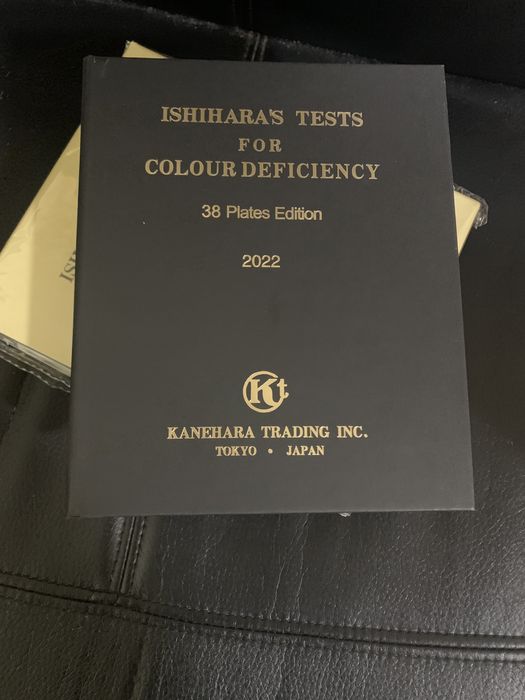 ISHIHARA'S TESTS
FOR
COLOUR DEFICIENCY
38 Plates Edition
2022
Kt
KANEHARA TRADING INC.
TOKYO • JAPAN